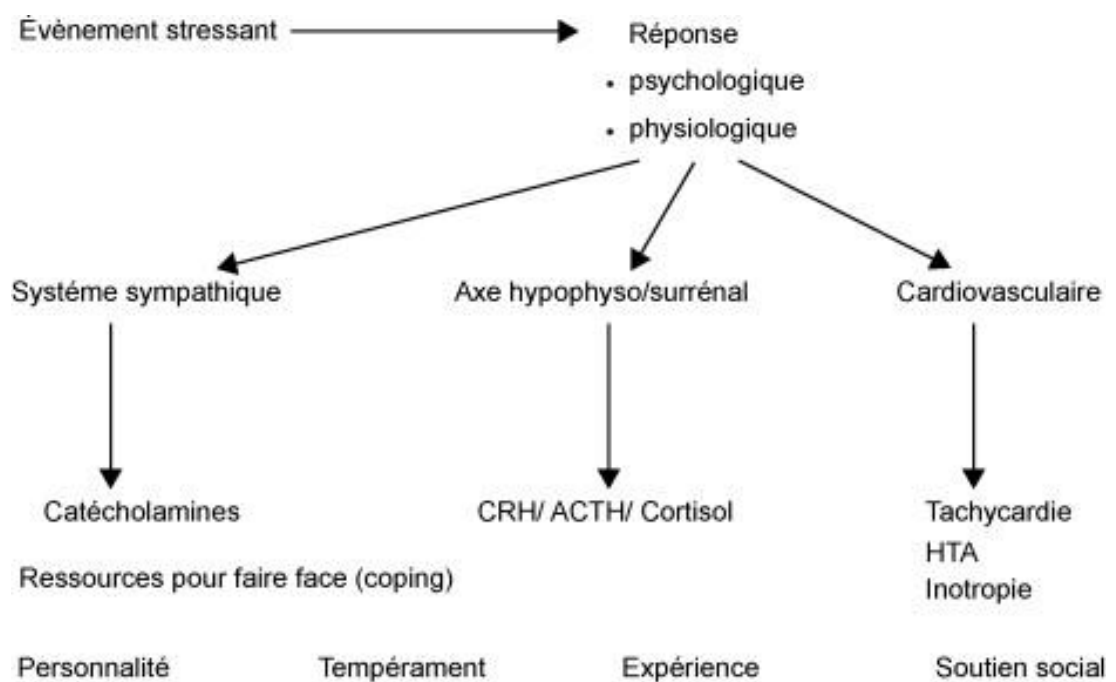 Évènement stressant
Réponse
• psychologique
• physiologique
Systéme sympathique
Axe hypophyso/surrénal
Cardiovasculaire
Catécholamines
CRH/ ACTH/ Cortisol
Tachycardie
HTA
Inotropie
Ressources pour faire face (coping)
Personnalité
Tempérament
Expérience
Soutien social